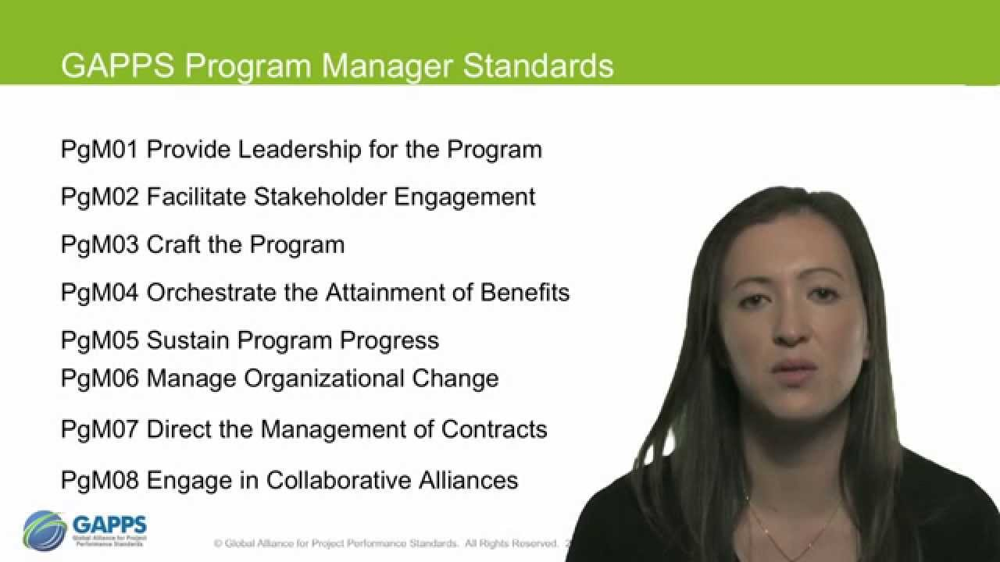 GAPPS Program Manager Standards
PgM01 Provide Leadership for the Program
PgM02 Facilitate Stakeholder Engagement
PgM03 Craft the Program
PgM04 Orchestrate the Attainment of Benefits
PgM05 Sustain Program Progress
PgM06 Manage Organizational Change
PgM07 Direct the Management of Contracts
PgM08 Engage in Collaborative Alliances
GAPPS
Global Alliance for Project
Performance Standards
© Global Alliance for Project Performance Standards. All Rights Reserved.